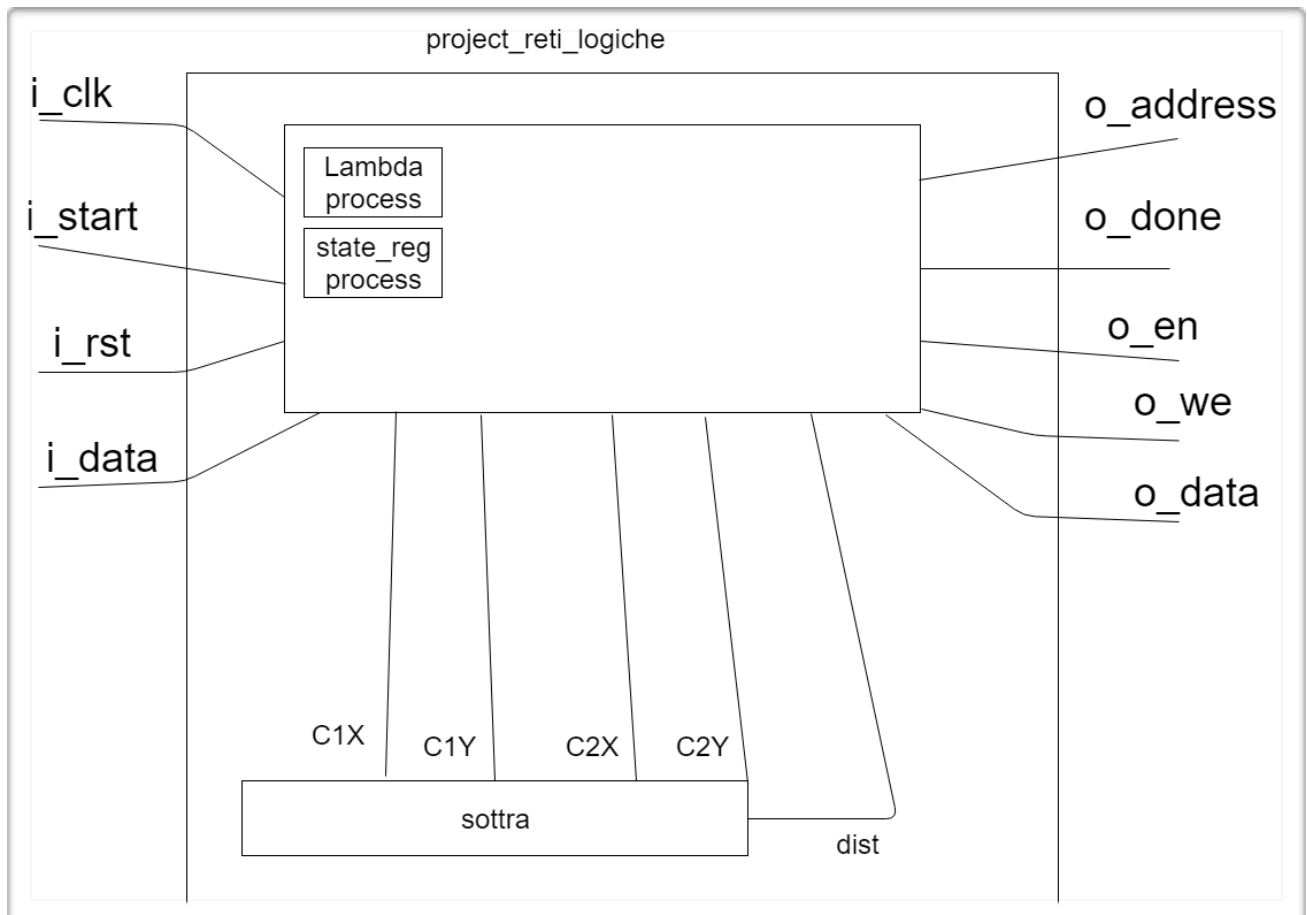 project_reti_logiche
i_clk
o_address
Lambda
process
i_start
o_done
state_reg
process
i_rst
o_en
o_we
i_data
o_data
C1X
C1Y
C2X
C2Y
sottra
dist